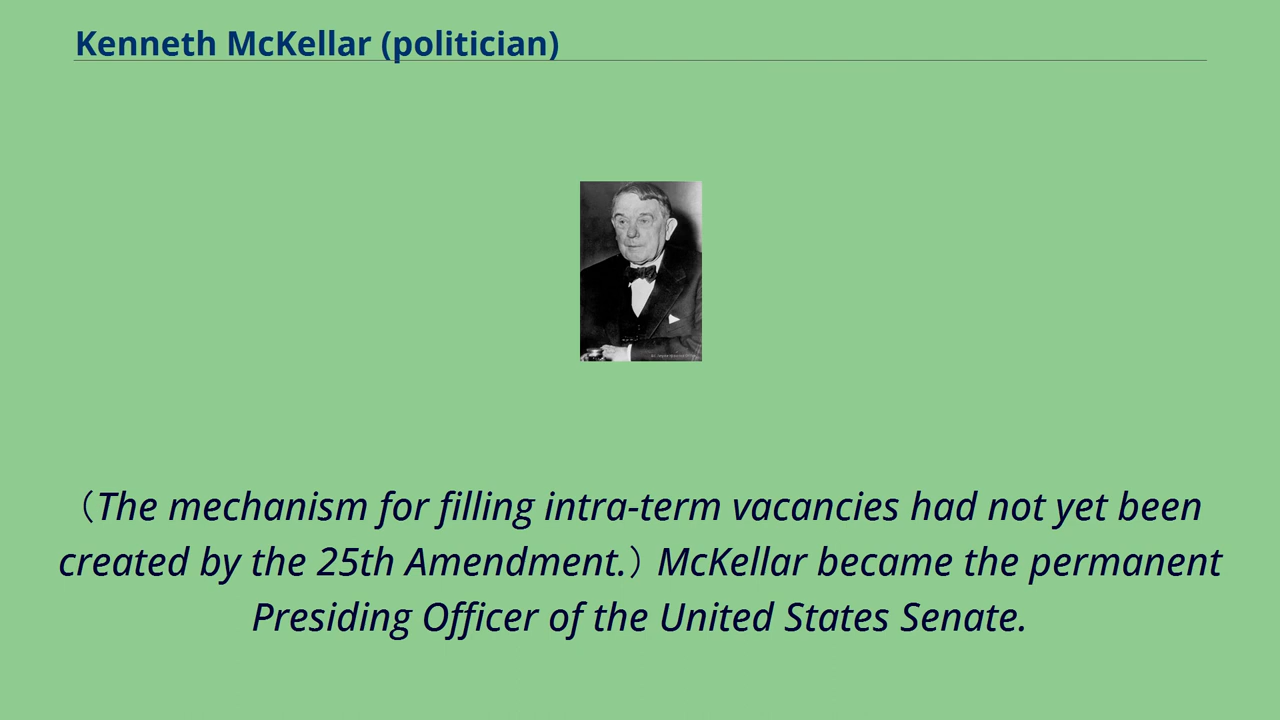 Kenneth McKellar (politician)
（The mechanism for filling intra-term vacancies had not yet been
created by the 25th Amendment.）McKellar became the permanent
Presiding Officer of the United States Senate.